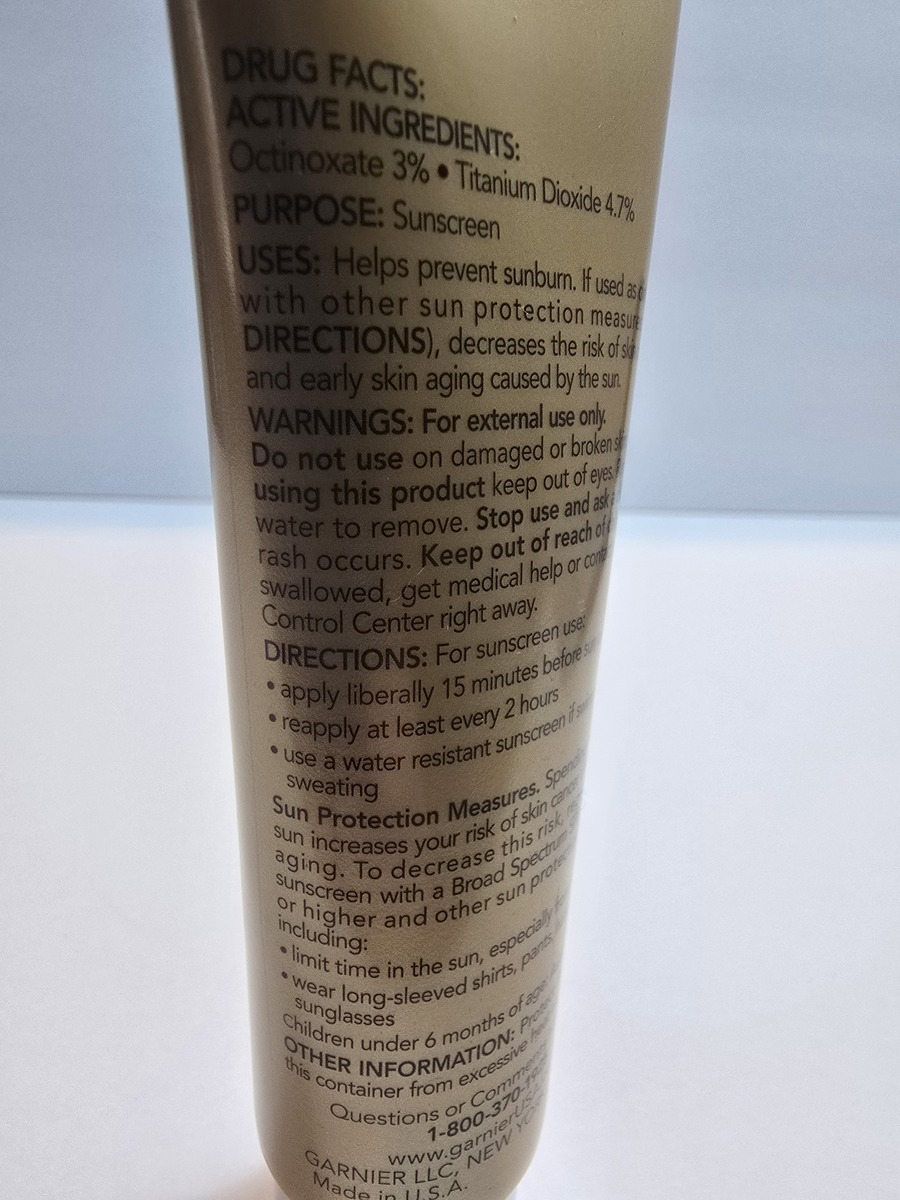 DRUG FACTS:
ACTIVE INGREDIENTS:
Octinoxate 3% • Titanium Dioxide 4.7%
PURPOSE: Sunscreen
USES: Helps prevent sunburn. If used as
with other sun protection
DIRECTIONS), decreases the risk of
and early skin aging caused by the sun.
WARNINGS: For external use only.
Do not use on damaged or broken
using this product keep out of eyes.
water to remove. Stop use and ask
rash occurs. Keep out of reach of
swallowed, get medical help or
Control Center right away.
DIRECTIONS: For sunscreen use:
• apply liberally 15 minutes before
• reapply at least every 2 hours
• use a water resistant sunscreen if
sweating
Sun Protection Measures.
sun increases your risk of skin cancer
aging. To decrease this risk,
sunscreen with a Broad Spectrum
or higher and other sun
including:
• limit time in the sun, especially
• wear long-sleeved shirts, pants,
sunglasses
Children under 6 months of age:
OTHER INFORMATION:
this container from excessive
Questions or
1-800-370-
www.garnier
GARNIER LLC, NEW
Made in U.S.A.